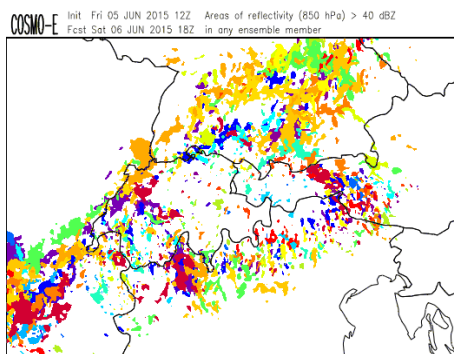 COSMO-E Init Fri 05 JUN 2015 12Z Areas of reflectivity (850 hPa) > 40 dBZ
Fcst Sat 06 JUN 2015 18Z in any ensemble member